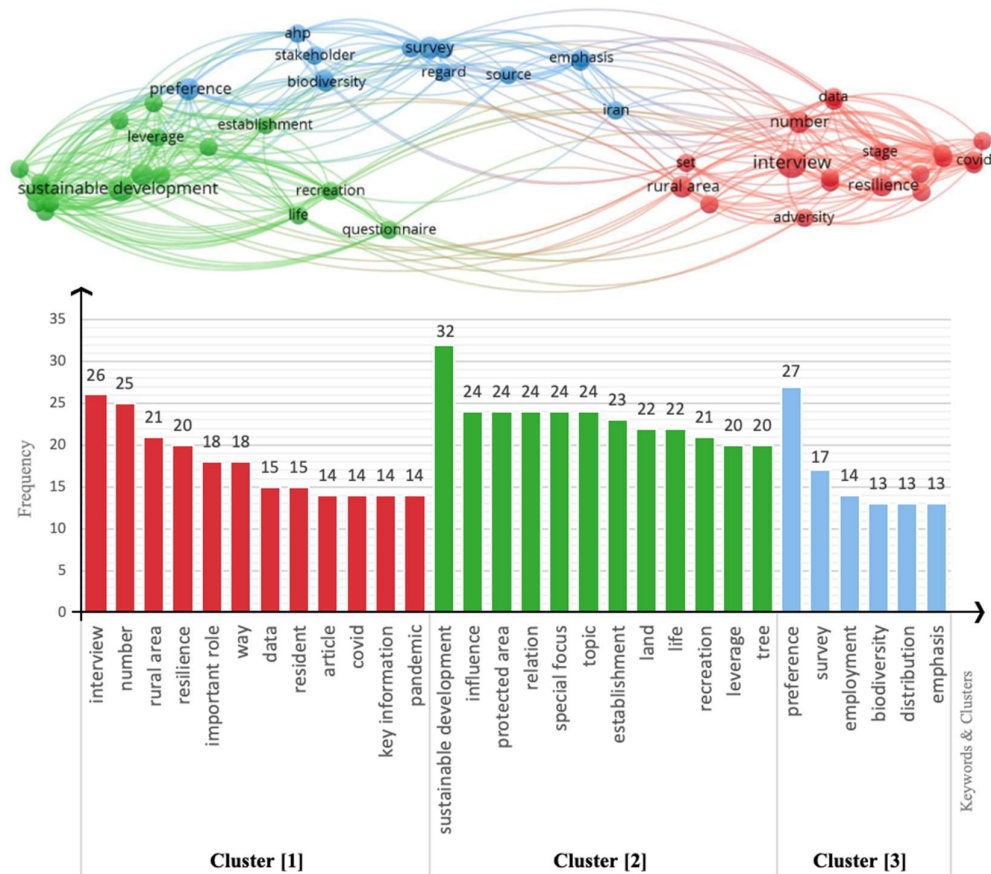 ahp
survey
stakeholder
emphasis
regard
source
preference
biodiversity
data
iran
leverage
establishment
number
set
interview
stage
covid
sustainable development
recreation
rural area
resilience
life
questionnaire
adversity
35
30
25
20
15
10
5
0
Frequency
26
25
21
20
18
18
15
15
14
14
14
14
32
24
24
24
24
24
23
22
22
21
20
20
27
17
14
13
13
13
interview
number
rural area
resilience
important role
way
data
resident
article
covid
key information
pandemic
sustainable development
influence
protected area
relation
special focus
topic
establishment
land
life
recreation
leverage
tree
preference
survey
employment
biodiversity
distribution
emphasis
Keywords & Clusters
Cluster [1]
Cluster [2]
Cluster [3]